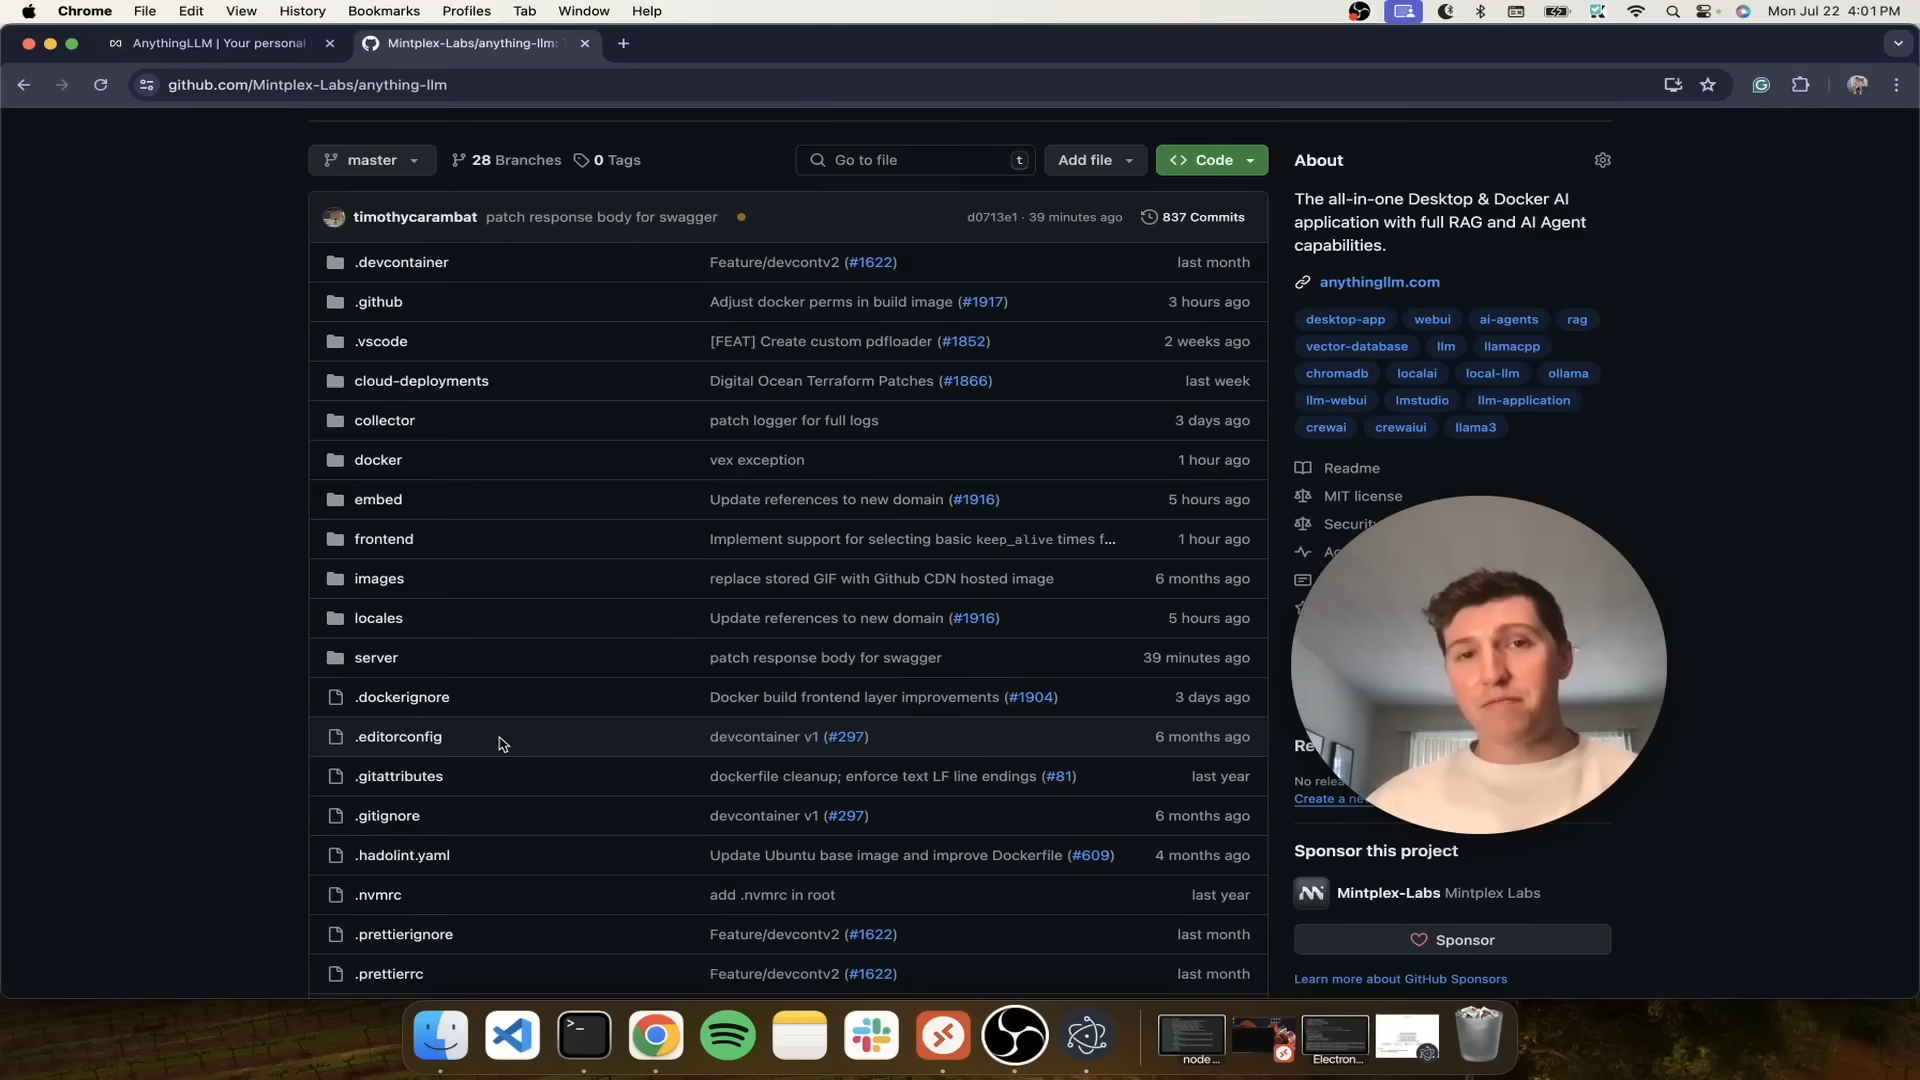 Chrome File Edit View History Bookmarks Profiles Tab Window Help Mon Jul 22 4:01 PM
AnythingLLM | Your personal Mintplex-Labs/anything-llm: T
github.com/Mintplex-Labs/anything-llm
master 28 Branches 0 Tags Go to file t Add file Code
About
The all-in-one Desktop & Docker AI
application with full RAG and AI Agent
capabilities.
anythingllm.com
desktop-app webui ai-agents rag
vector-database llm llamacpp
chromadb localai local-llm ollama
llm-webui lmstudio llm-application
crewai crewaiui llama3
Readme
MIT license
Security
timothycarambat patch response body for swagger d0713e1 · 39 minutes ago 837 Commits
.devcontainer Feature/devcontv2 (#1622) last month
.github Adjust docker perms in build image (#1917) 3 hours ago
.vscode [FEAT] Create custom pdfloader (#1852) 2 weeks ago
cloud-deployments Digital Ocean Terraform Patches (#1866) last week
collector patch logger for full logs 3 days ago
docker vex exception 1 hour ago
embed Update references to new domain (#1916) 5 hours ago
frontend Implement support for selecting basic keep_alive times f... 1 hour ago
images replace stored GIF with Github CDN hosted image 6 months ago
locales Update references to new domain (#1916) 5 hours ago
server patch response body for swagger 39 minutes ago
.dockerignore Docker build frontend layer improvements (#1904) 3 days ago
.editorconfig devcontainer v1 (#297) 6 months ago
.gitattributes dockerfile cleanup; enforce text LF line endings (#81) last year
.gitignore devcontainer v1 (#297) 6 months ago
.hadolint.yaml Update Ubuntu base image and improve Dockerfile (#609) 4 months ago
.nvmrc add .nvmrc in root last year
.prettierignore Feature/devcontv2 (#1622) last month
.prettierrc Feature/devcontv2 (#1622) last month
Re
No relea
Create a ne
Sponsor this project
Mintplex-Labs Mintplex Labs
Sponsor
Learn more about GitHub Sponsors
node... Electron...